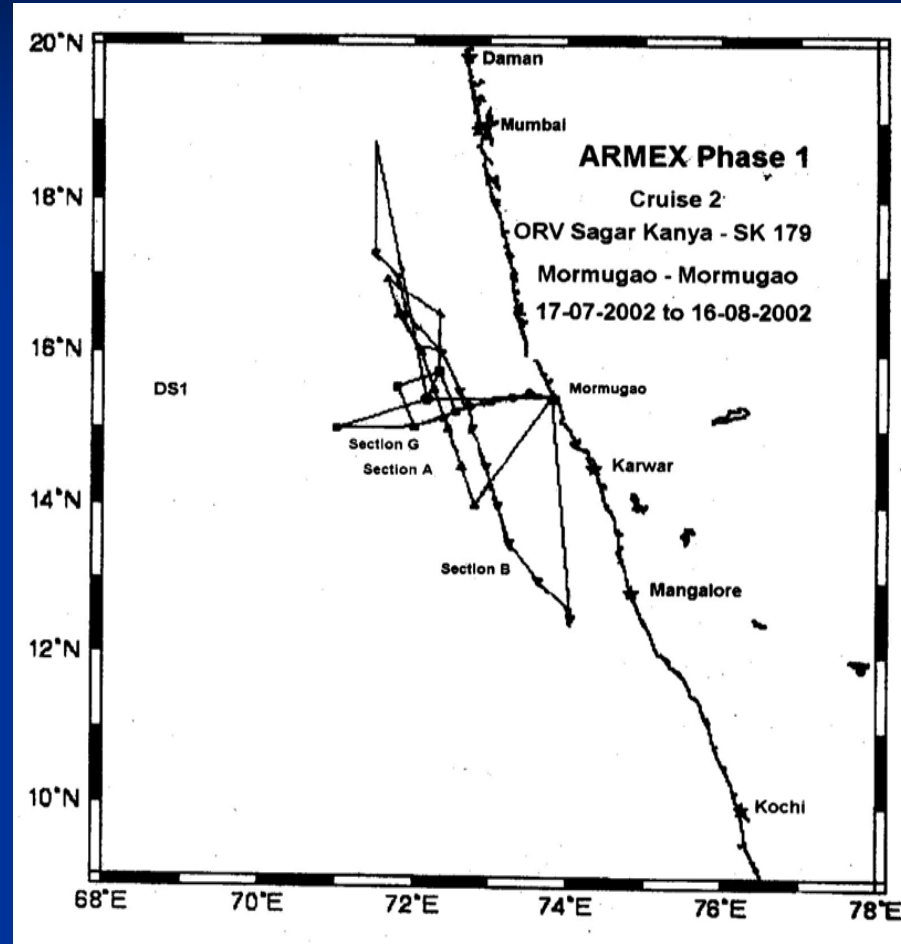 20°N
Daman
Mumbai
ARMEX Phase 1
18°N
Cruise 2
ORV Sagar Kanya - SK 179
Mormugao - Mormugao
17-07-2002 to 16-08-2002
16°N
DS1
Mormugao
Section G
Section A
Karwar
14°N
Section B
Mangalore
12°N
10°N
Kochi
68°E
70°E
72°E
74°E
76°E
78°E